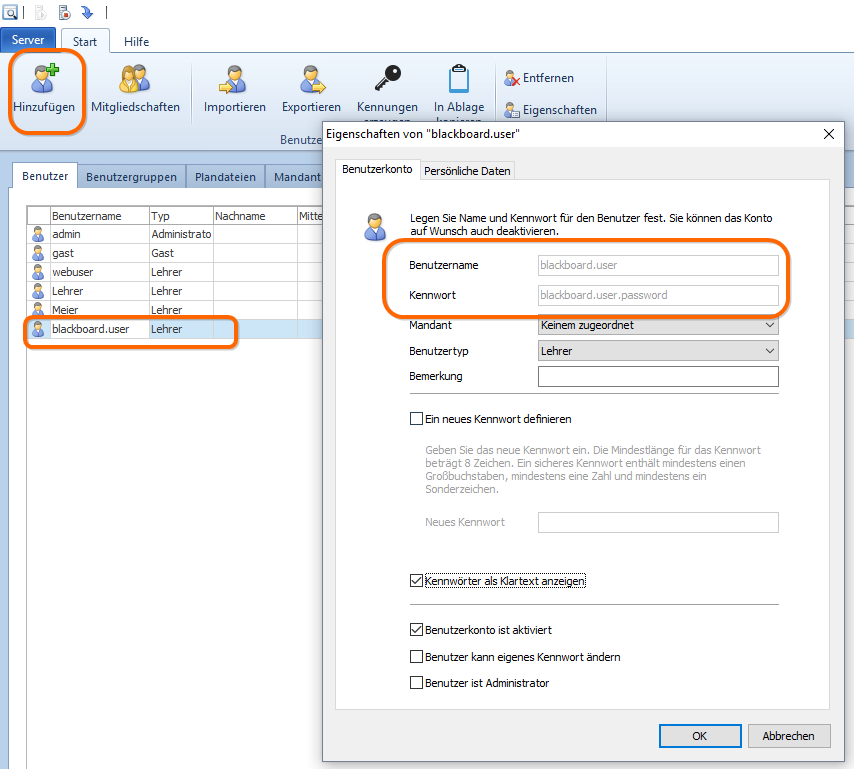 Server Start Hilfe
Hinzufügen Mitgliedschaften Importieren Exportieren Kennungen In Ablage
Entfernen
Eigenschaften
Benutze
Benutzer Benutzergruppen Plandateien Mandant
Benutzername Typ Nachname Mitte
admin Administrato
gast Gast
webuser Lehrer
Lehrer Lehrer
Meier Lehrer
blackboard.user Lehrer
Eigenschaften von "blackboard.user"
Benutzerkonto Persönliche Daten
Legen Sie Name und Kennwort für den Benutzer fest. Sie können das Konto
auf Wunsch auch deaktivieren.
Benutzername blackboard.user
Kennwort blackboard.user.password
Mandant Keinem zugeordnet
Benutzertyp Lehrer
Bemerkung
Ein neues Kennwort definieren
Geben Sie das neue Kennwort ein. Die Mindestlänge für das Kennwort
beträgt 8 Zeichen. Ein sicheres Kennwort enthält mindestens einen
Großbuchstaben, mindestens eine Zahl und mindestens ein
Sonderzeichen.
Neues Kennwort
Kennwörter als Klartext anzeigen
Benutzerkonto ist aktiviert
Benutzer kann eigenes Kennwort ändern
Benutzer ist Administrator
OK Abbrechen